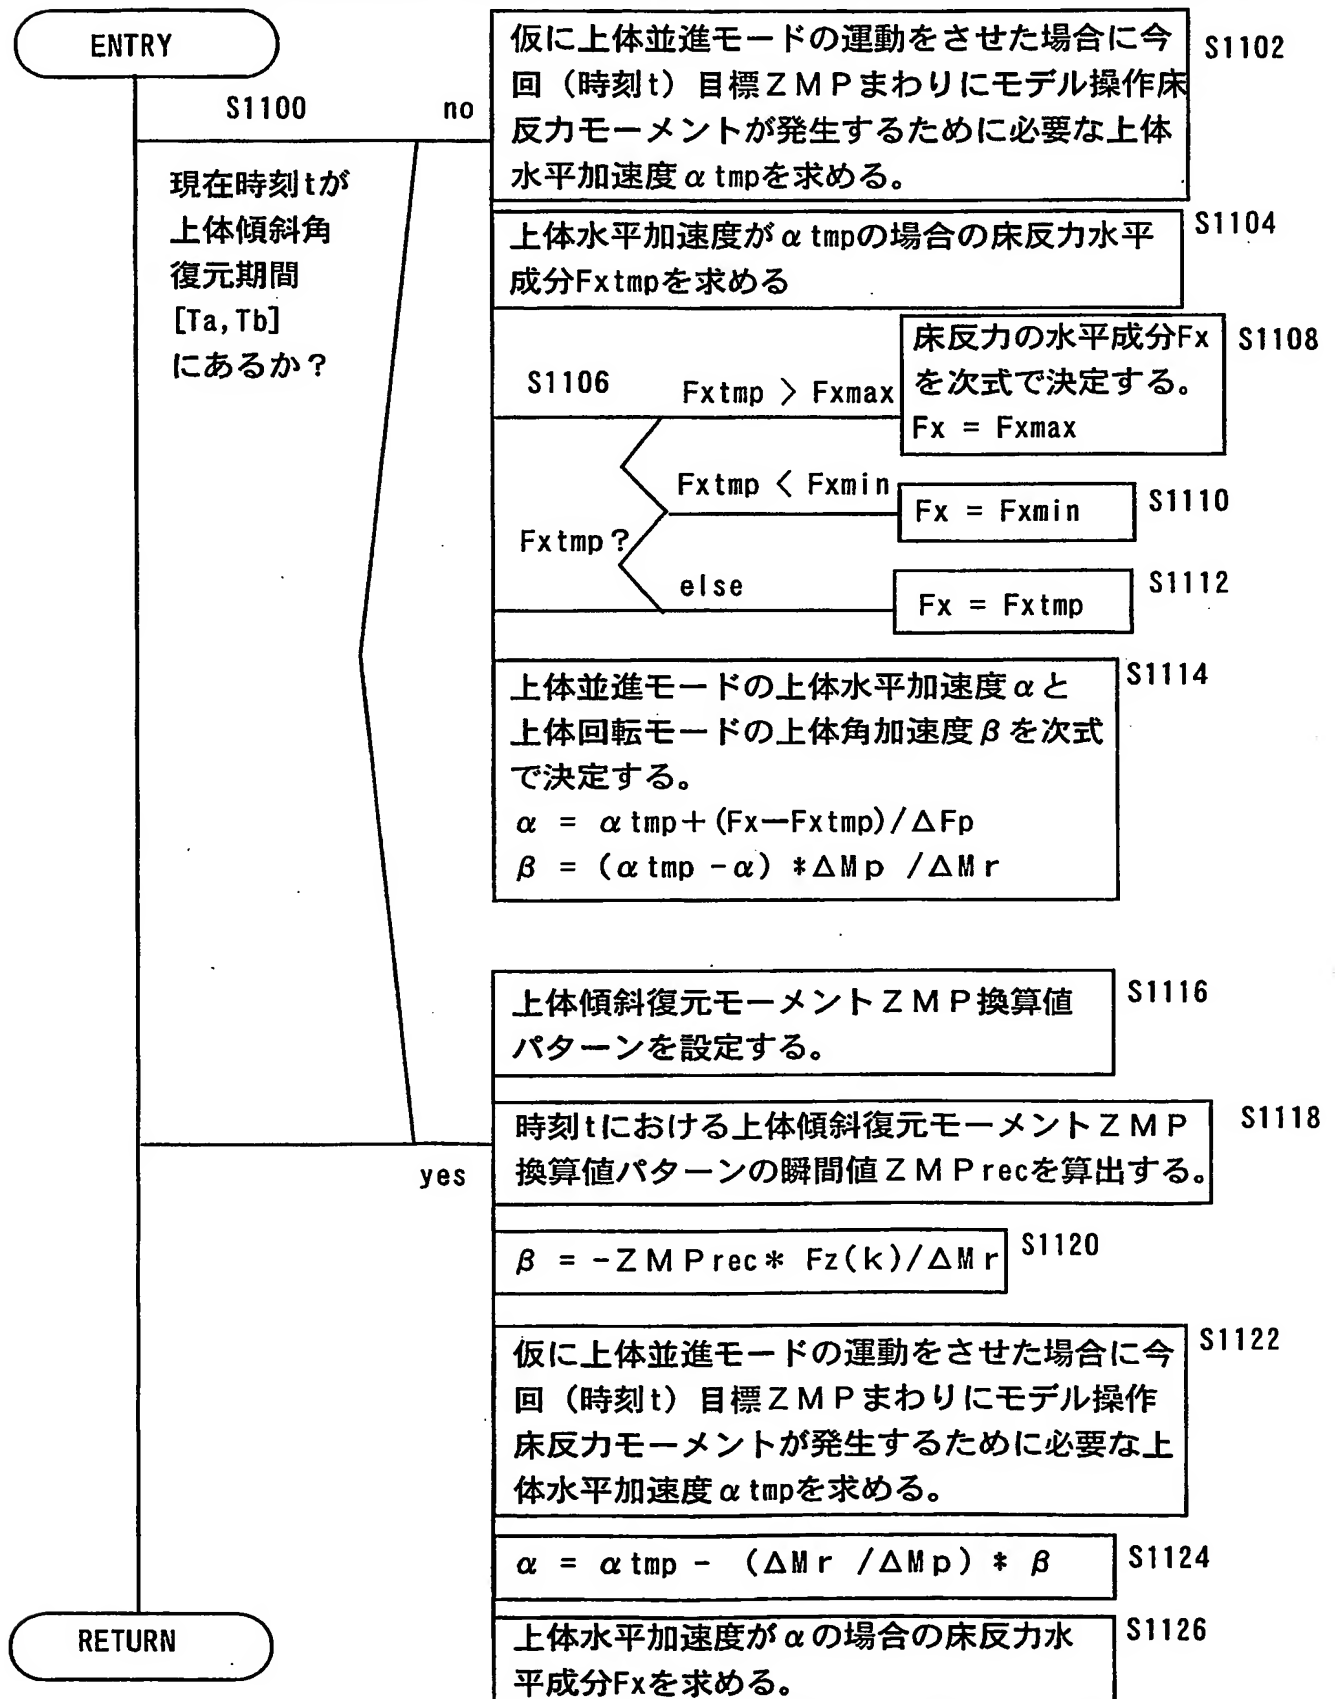 ENTRY
S1100
no
現在時刻tが
上体傾斜角
復元期間
[Ta,Tb]
にあるか？
仮に上体並進モードの運動をさせた場合に今
回（時刻t）目標ＺＭＰまわりにモデル操作床
反力モーメントが発生するために必要な上体
水平加速度αtmpを求める。
S1102
上体水平加速度がαtmpの場合の床反力水平
成分Fxtmpを求める
S1104
S1106
Fxtmp？
Fxtmp > Fxmax
床反力の水平成分Fx
を次式で決定する。
Fx = Fxmax
S1108
Fxtmp < Fxmin
Fx = Fxmin
S1110
else
Fx = Fxtmp
S1112
上体並進モードの上体水平加速度αと
上体回転モードの上体角加速度βを次式
で決定する。
α = αtmp＋(Fx－Fxtmp)/ΔFp
β = (αtmp -α) *ΔMp /ΔMr
S1114
yes
上体傾斜復元モーメントＺＭＰ換算値
パターンを設定する。
S1116
時刻tにおける上体傾斜復元モーメントＺＭＰ
換算値パターンの瞬間値ＺＭＰrecを算出する。
S1118
β = -ＺＭＰrec* Fz(k)/ΔMr
S1120
仮に上体並進モードの運動をさせた場合に今
回（時刻t）目標ＺＭＰまわりにモデル操作
床反力モーメントが発生するために必要な上
体水平加速度αtmpを求める。
S1122
α = αtmp - (ΔMr /ΔMp) * β
S1124
上体水平加速度がαの場合の床反力水
平成分Fxを求める。
S1126
RETURN